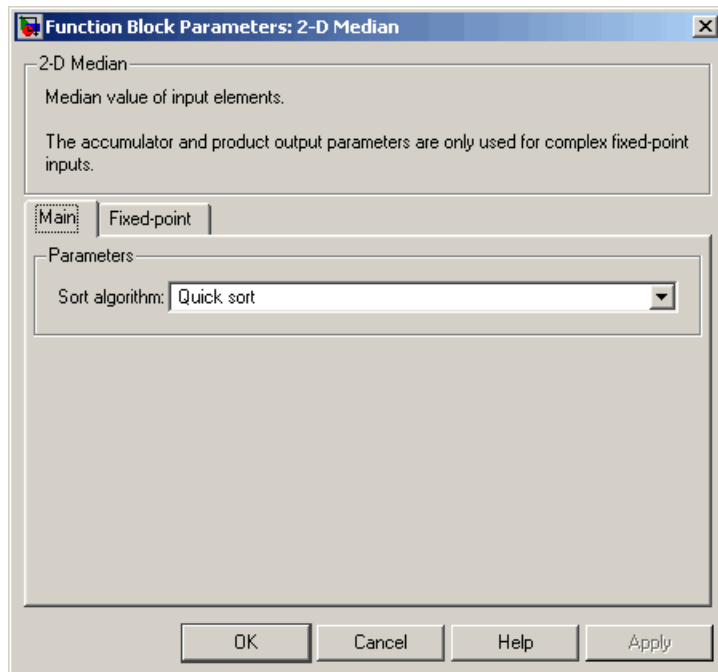 Function Block Parameters: 2-D Median
2-D Median
Median value of input elements.
The accumulator and product output parameters are only used for complex fixed-point
inputs.
Main Fixed-point
Parameters
Sort algorithm: Quick sort
OK Cancel Help Apply